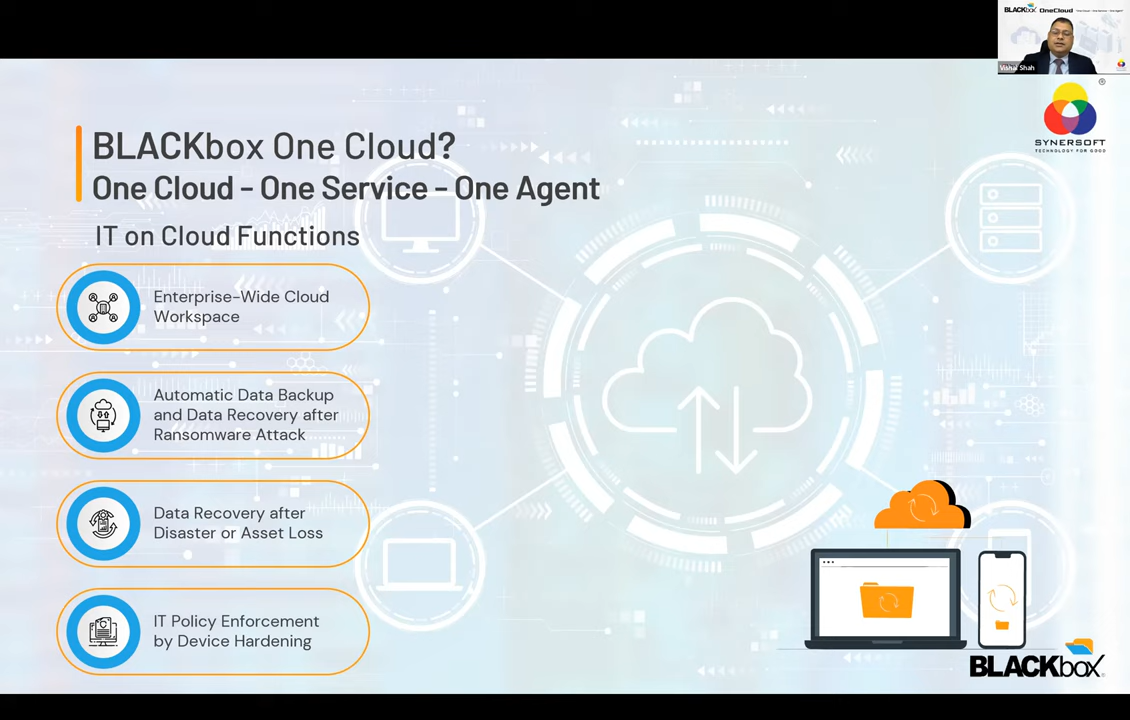 BLACKbox OneCloud
Vishal Shah
SYNERSOFT
TECHNOLOGY FOR GOOD
BLACKbox One Cloud?
One Cloud – One Service – One Agent
IT on Cloud Functions
Enterprise-Wide Cloud
Workspace
Automatic Data Backup
and Data Recovery after
Ransomware Attack
Data Recovery after
Disaster or Asset Loss
IT Policy Enforcement
by Device Hardening
BLACKbox